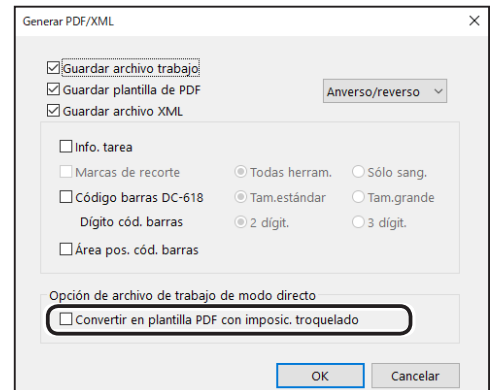 Generar PDF/XML
Guardar archivo trabajo
Guardar plantilla de PDF Anverso/reverso
Guardar archivo XML
Info. tarea
Marcas de recorte Todas herram. Sólo sang.
Código barras DC-618 Tam.estándar Tam.grande
Dígito cód. barras 2 dígit. 3 dígit.
Área pos. cód. barras
Opción de archivo de trabajo de modo directo
Convertir en plantilla PDF con imposic. troquelado
OK Cancelar